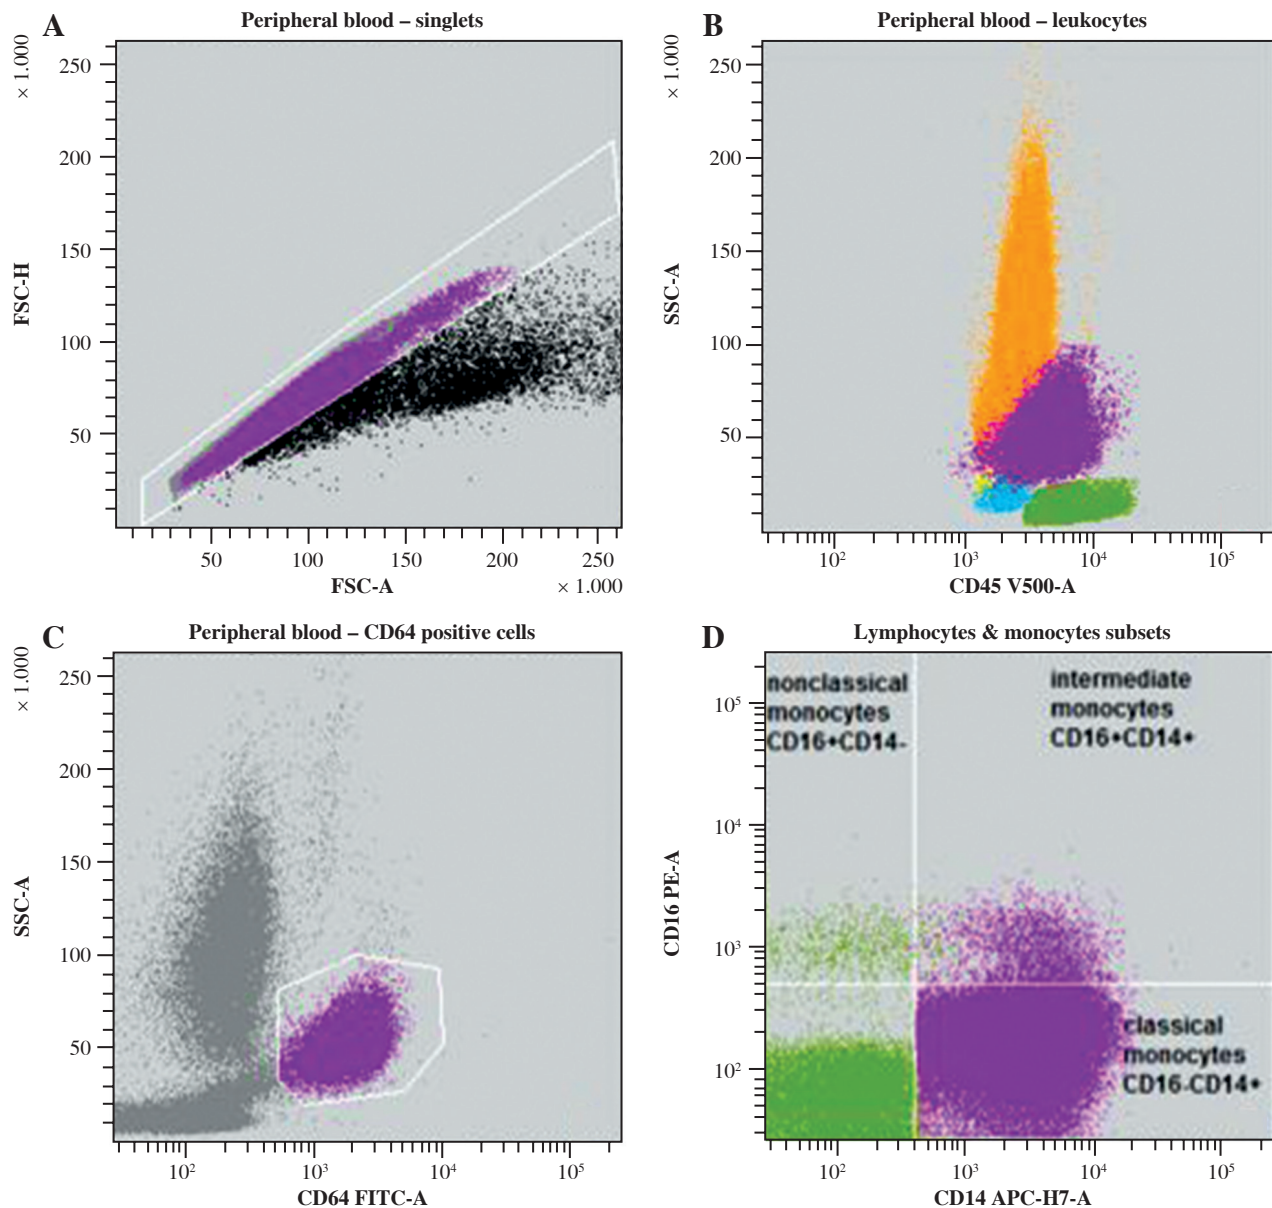 A
Peripheral blood – singlets
× 1.000
250
200
150
100
50
FSC-H
50 100 150 200 250
FSC-A
× 1.000
B
Peripheral blood – leukocytes
× 1.000
250
200
150
100
50
SSC-A
10² 10³ 10⁴ 10⁵
CD45 V500-A
C
Peripheral blood – CD64 positive cells
× 1.000
250
200
150
100
50
SSC-A
10² 10³ 10⁴ 10⁵
CD64 FITC-A
D
Lymphocytes & monocytes subsets
nonclassical
monocytes
CD16+CD14-
intermediate
monocytes
CD16+CD14+
classical
monocytes
CD16-CD14+
10⁵
10⁴
10³
10²
CD16 PE-A
10² 10³ 10⁴ 10⁵
CD14 APC-H7-A